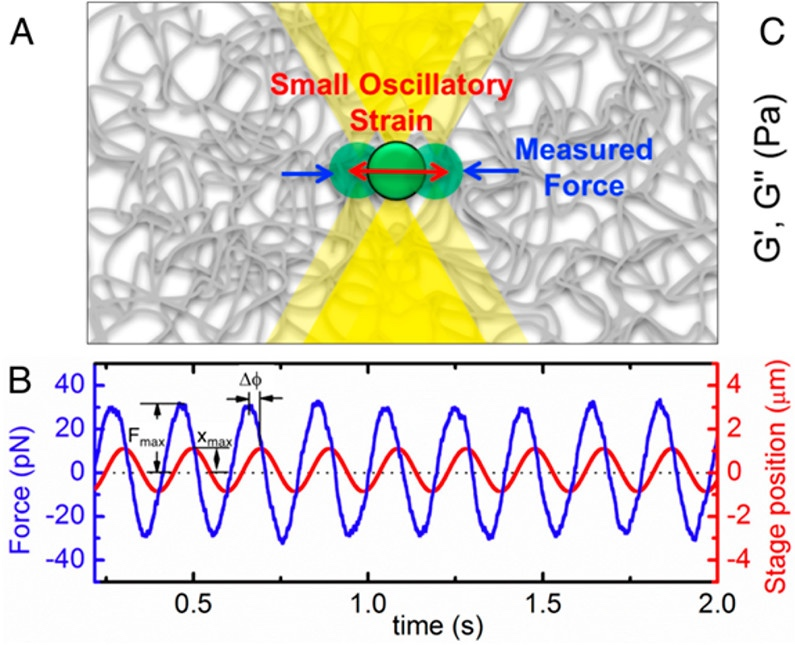 A
C
Small Oscillatory
Strain
Measured
Force
G', G" (Pa)
B
Δϕ
F_max
x_max
40
20
0
-20
-40
Force (pN)
4
2
0
-2
-4
Stage position (μm)
0.5
1.0
1.5
2.0
time (s)